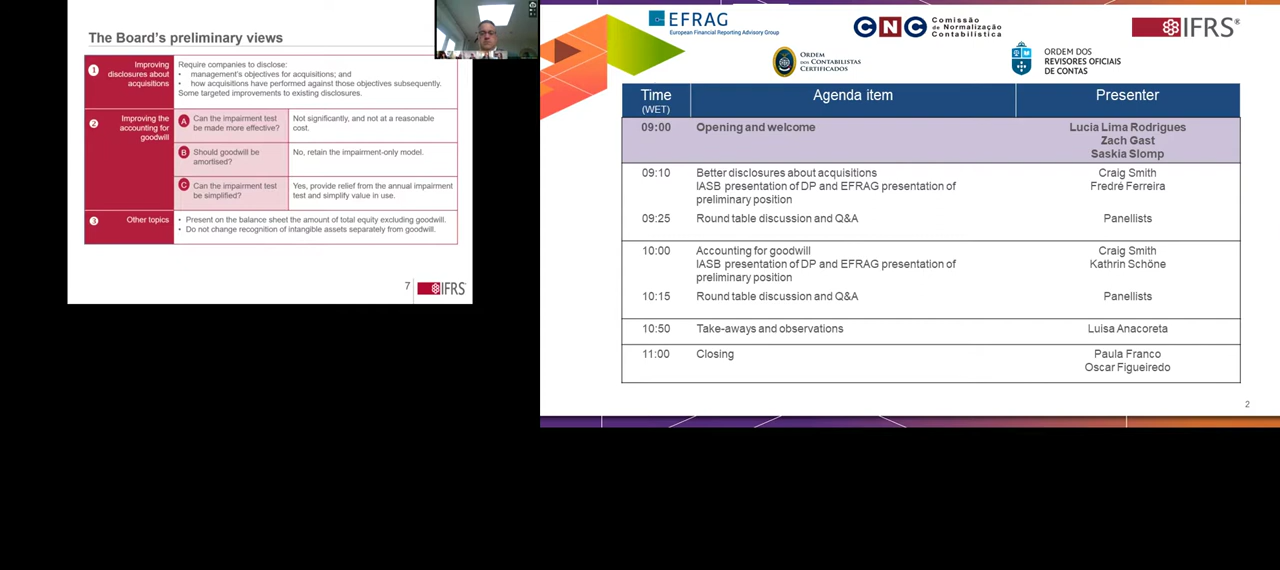 The Board's preliminary views
1
Improving
disclosures about
acquisitions
Require companies to disclose:
• management's objectives for acquisitions; and
• how acquisitions have performed against those objectives subsequently.
Some targeted improvements to existing disclosures.
2
Improving the
accounting for
goodwill
A
Can the impairment test
be made more effective?
Not significantly, and not at a reasonable
cost.
B
Should goodwill be
amortised?
No, retain the impairment-only model.
C
Can the impairment test
be simplified?
Yes, provide relief from the annual impairment
test and simplify value in use.
3
Other topics
• Present on the balance sheet the amount of total equity excluding goodwill.
• Do not change recognition of intangible assets separately from goodwill.
7
IFRS
EFRAG
European Financial Reporting Advisory Group
CNC
Comissão
de Normalização
Contabilística
IFRS®
ORDEM
DOS CONTABILISTAS
CERTIFICADOS
ORDEM DOS
REVISORES OFICIAIS
DE CONTAS
Time
(WET)
Agenda item
Presenter
09:00 Opening and welcome Lucia Lima Rodrigues
Zach Gast
Saskia Slomp
09:10 Better disclosures about acquisitions Craig Smith
IASB presentation of DP and EFRAG presentation of Fredré Ferreira
preliminary position
09:25 Round table discussion and Q&A Panellists
10:00 Accounting for goodwill Craig Smith
IASB presentation of DP and EFRAG presentation of Kathrin Schöne
preliminary position
10:15 Round table discussion and Q&A Panellists
10:50 Take-aways and observations Luisa Anacoreta
11:00 Closing Paula Franco
Oscar Figueiredo
2